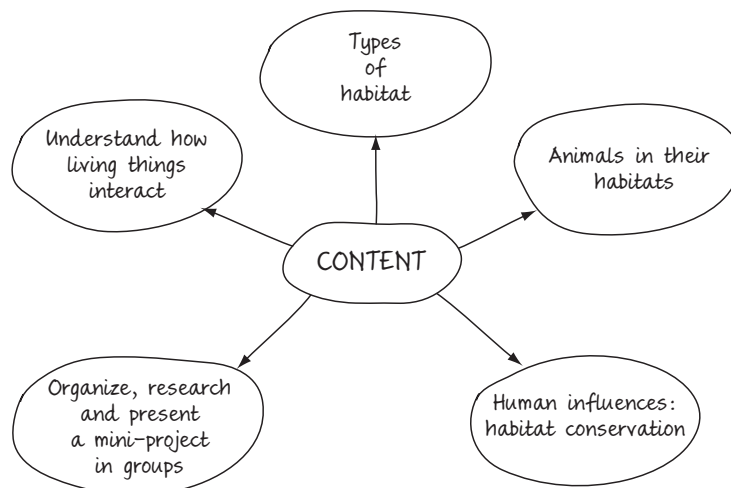 Types
of
habitat
Understand how
living things
interact
Animals in their
habitats
CONTENT
Organize, research
and present
a mini-project
in groups
Human influences:
habitat conservation